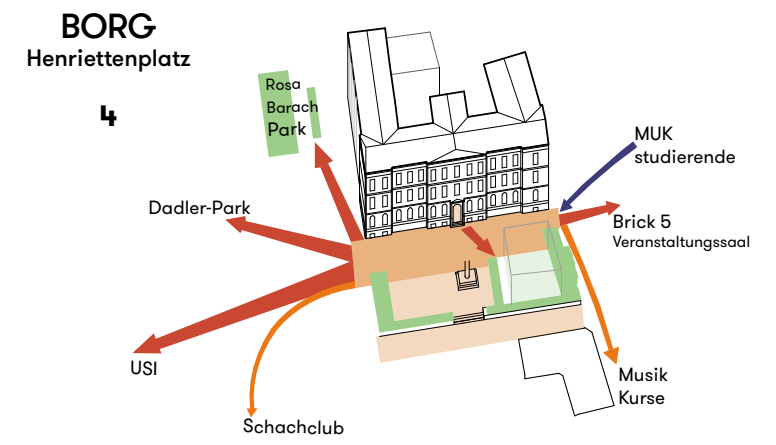 BORG
Henriettenplatz
4
Rosa
Barach
Park
MUK
studierende
Dadler-Park
Brick 5
Veranstaltungssaal
USI
Musik
Kurse
Schachclub